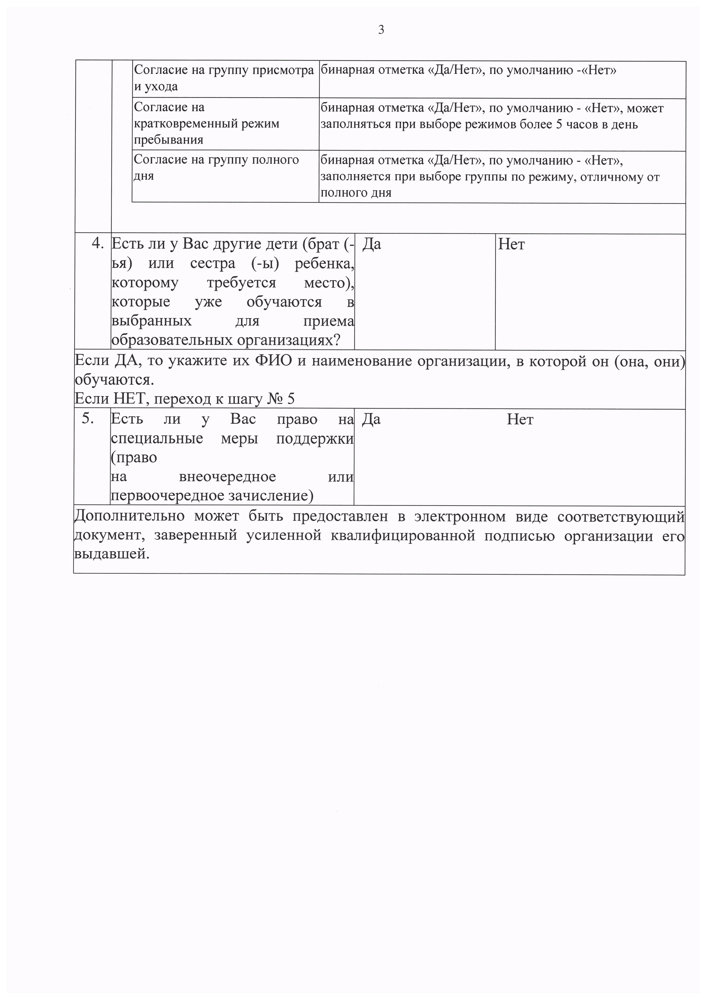 3
Согласие на группу присмотра
и ухода
бинарная отметка «Да/Нет», по умолчанию -«Нет»
Согласие на
кратковременный режим
пребывания
бинарная отметка «Да/Нет», по умолчанию - «Нет», может
заполняться при выборе режимов более 5 часов в день
Согласие на группу полного
дня
бинарная отметка «Да/Нет», по умолчанию - «Нет»,
заполняется при выборе группы по режиму, отличному от
полного дня
4.
Есть ли у Вас другие дети (брат (-
ья) или сестра (-ы) ребенка,
которому требуется место),
которые уже обучаются в
выбранных для приема
образовательных организациях?
Да
Нет
Если ДА, то укажите их ФИО и наименование организации, в которой он (она, они)
обучаются.
Если НЕТ, переход к шагу № 5
5.
Есть ли у Вас право на
специальные меры поддержки
(право
на внеочередное или
первоочередное зачисление)
Да
Нет
Дополнительно может быть предоставлен в электронном виде соответствующий
документ, заверенный усиленной квалифицированной подписью организации его
выдавшей.